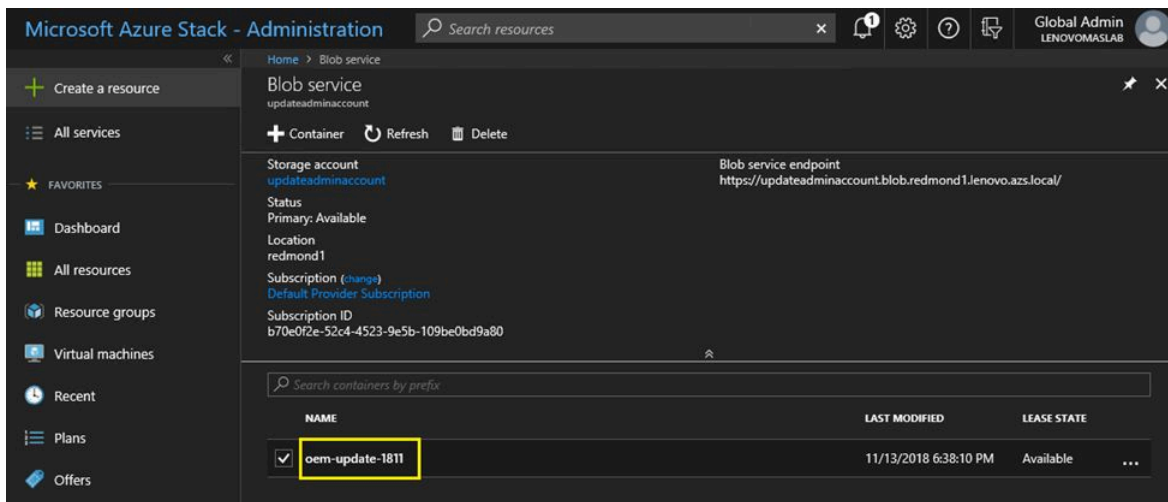 Microsoft Azure Stack - Administration
Search resources
1
Global Admin
LENOVOMASLAB
Create a resource
All services
FAVORITES
Dashboard
All resources
Resource groups
Virtual machines
Recent
Plans
Offers
Home > Blob service
Blob service
updateadminaccount
Container Refresh Delete
Storage account
updateadminaccount
Status
Primary: Available
Location
redmond1
Subscription (change)
Default Provider Subscription
Subscription ID
b70e0f2e-52c4-4523-9e5b-109be0bd9a80
Blob service endpoint
https://updateadminaccount.blob.redmond1.lenovo.azs.local/
Search containers by prefix
NAME LAST MODIFIED LEASE STATE
oem-update-1811 11/13/2018 6:38:10 PM Available ...